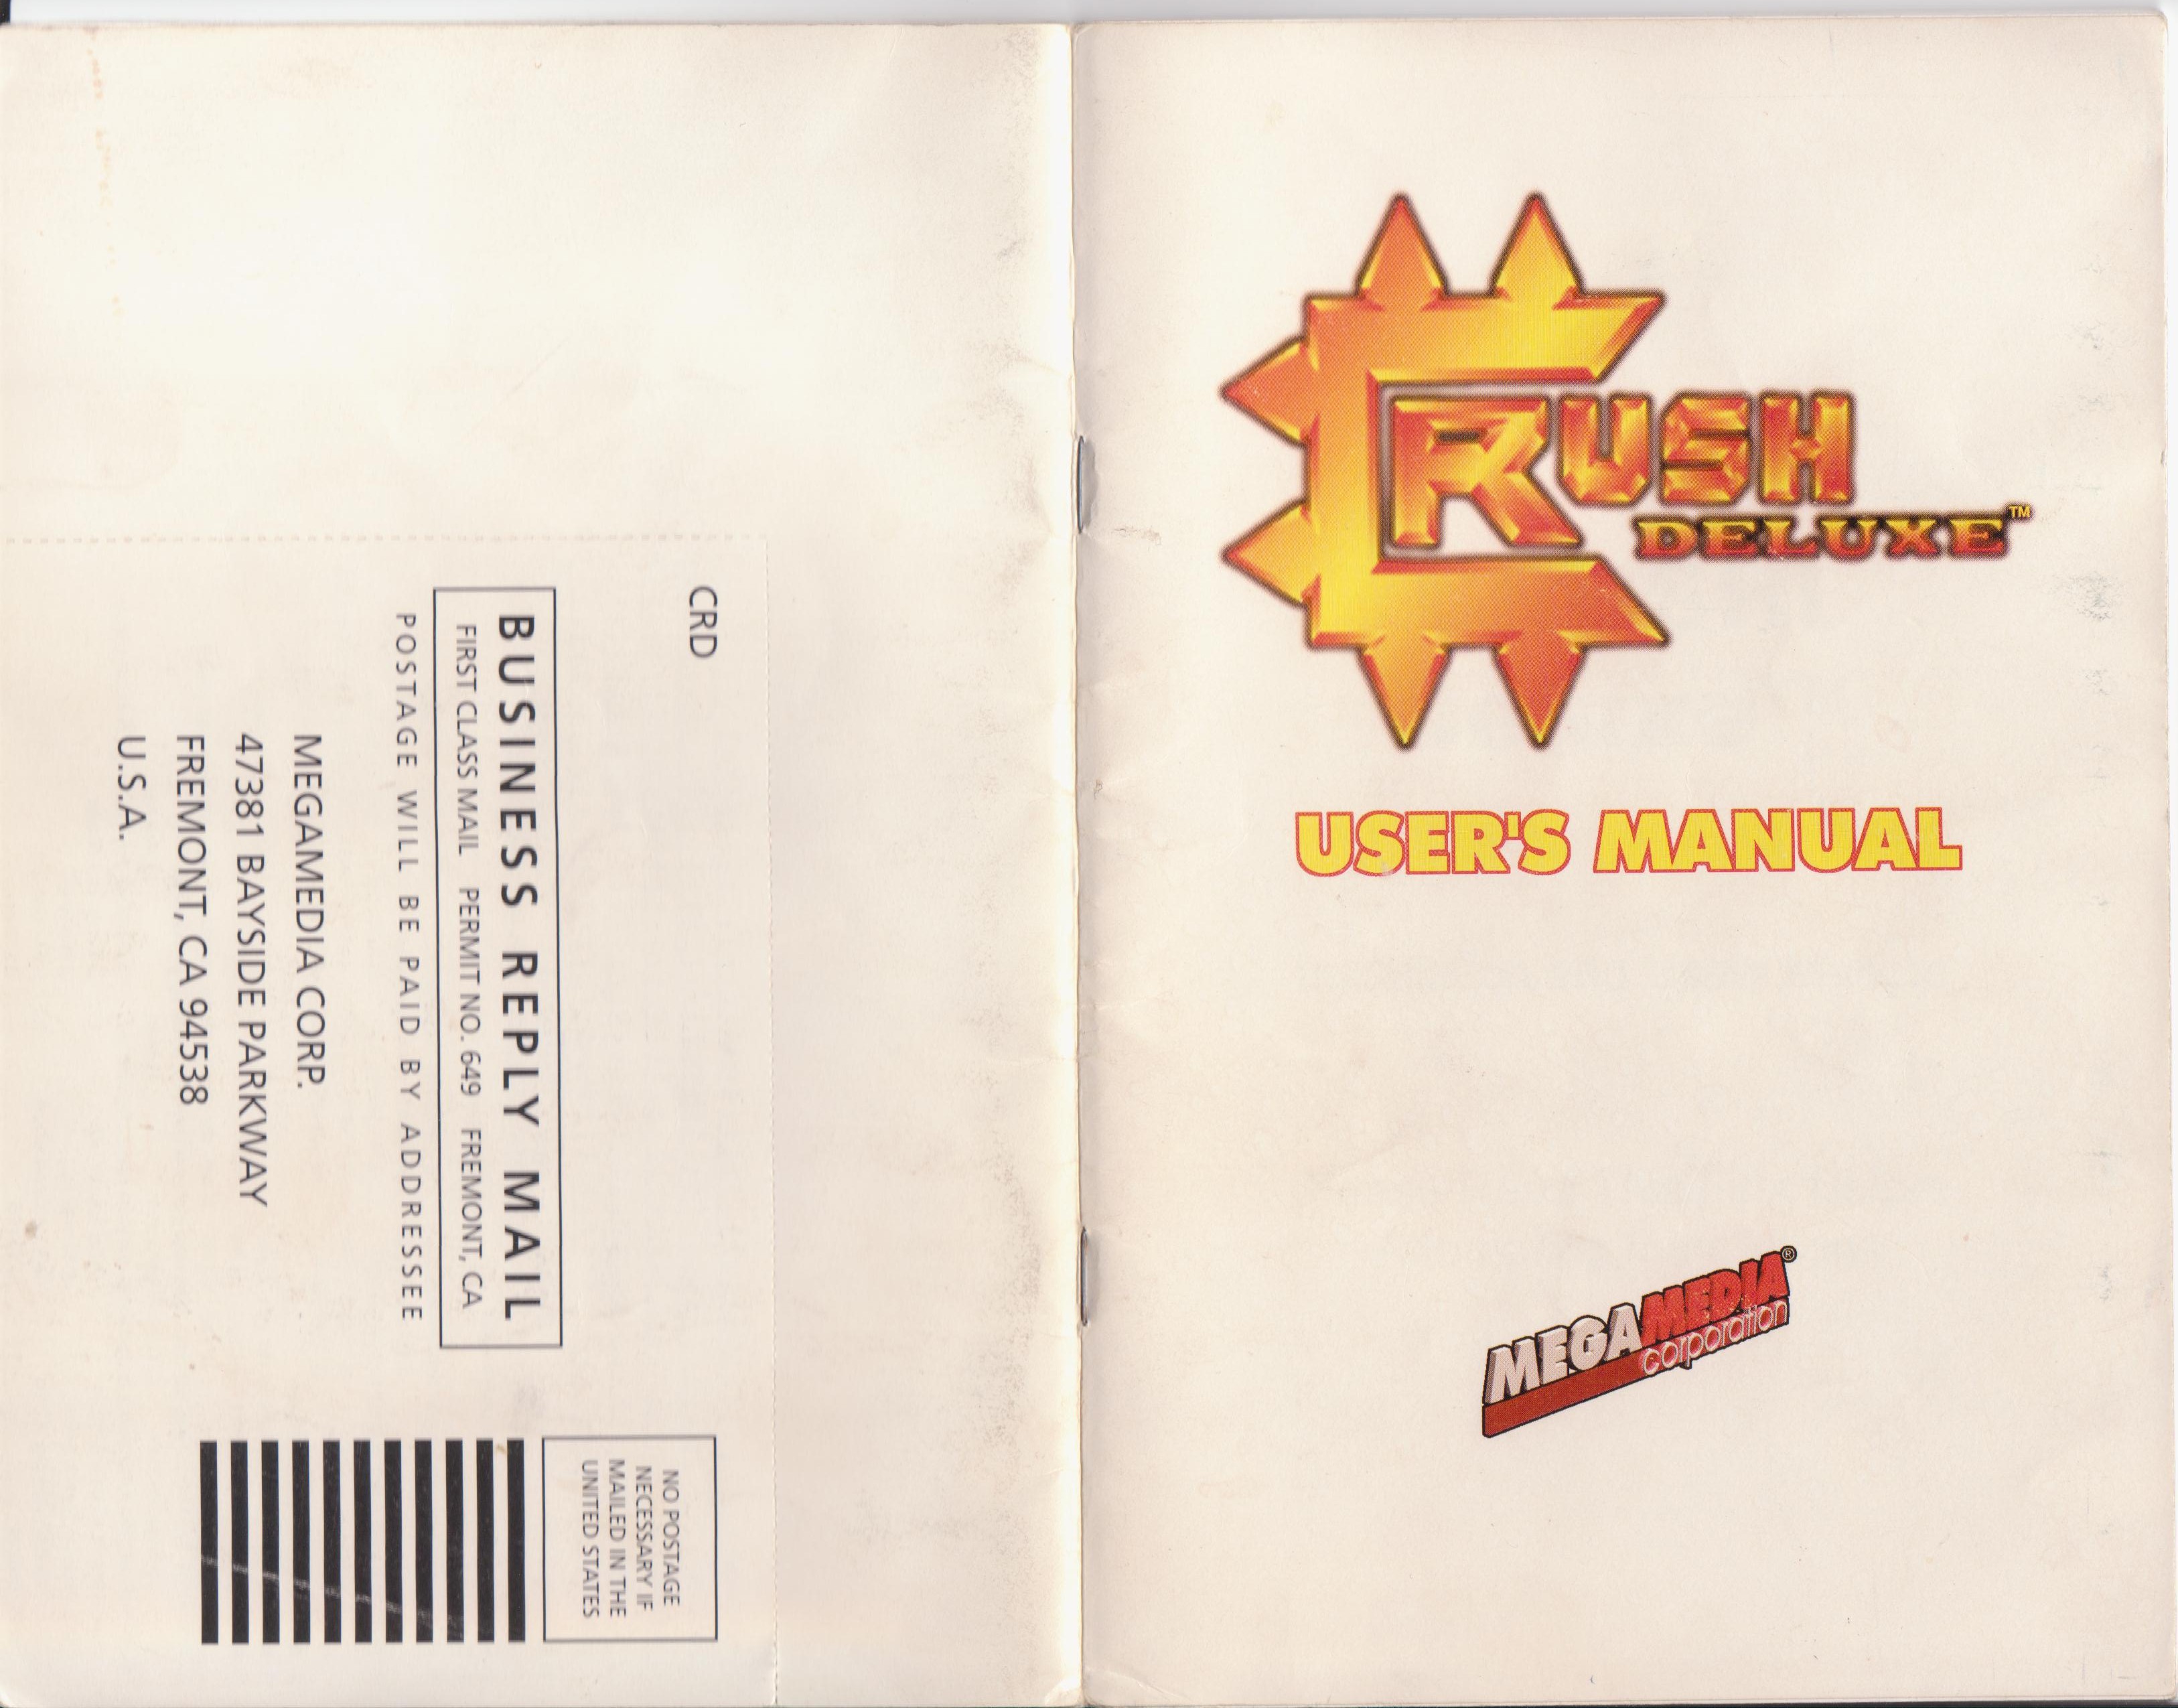 CRUSH
DELUXE™
USER'S MANUAL
MEGAMEDIA®
corporation
CRD
NO POSTAGE
NECESSARY IF
MAILED IN THE
UNITED STATES
BUSINESS REPLY MAIL
FIRST CLASS MAIL PERMIT NO. 649 FREMONT, CA
POSTAGE WILL BE PAID BY ADDRESSEE
MEGAMEDIA CORP.
47381 BAYSIDE PARKWAY
FREMONT, CA 94538
U.S.A.